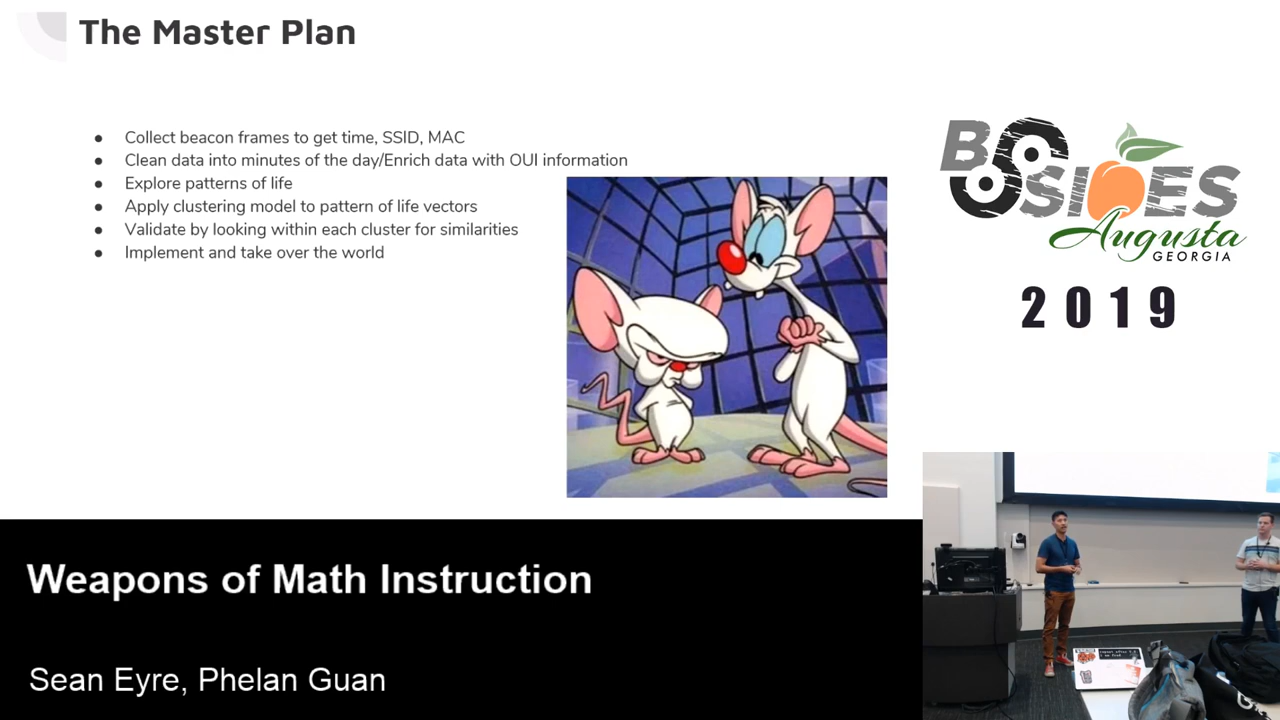 The Master Plan
● Collect beacon frames to get time, SSID, MAC
● Clean data into minutes of the day/Enrich data with OUI information
● Explore patterns of life
● Apply clustering model to pattern of life vectors
● Validate by looking within each cluster for similarities
● Implement and take over the world
BSIDES
Augusta
GEORGIA
2019
Weapons of Math Instruction
Sean Eyre, Phelan Guan